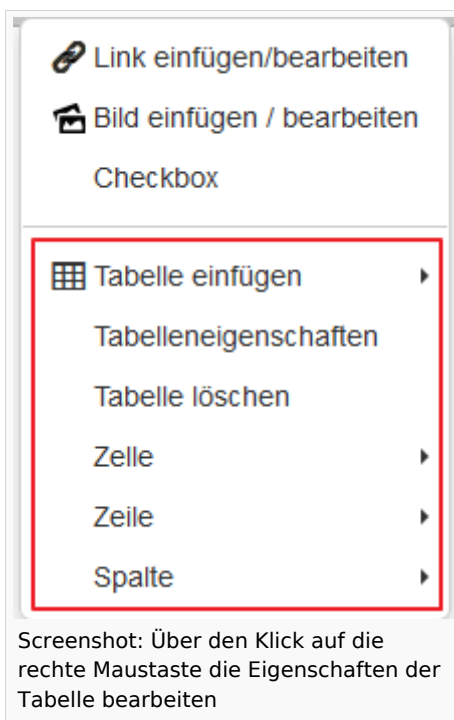 Link einfügen/bearbeiten
Bild einfügen / bearbeiten
Checkbox
Tabelle einfügen
Tabelleneigenschaften
Tabelle löschen
Zelle
Zeile
Spalte
Screenshot: Über den Klick auf die
rechte Maustaste die Eigenschaften der
Tabelle bearbeiten